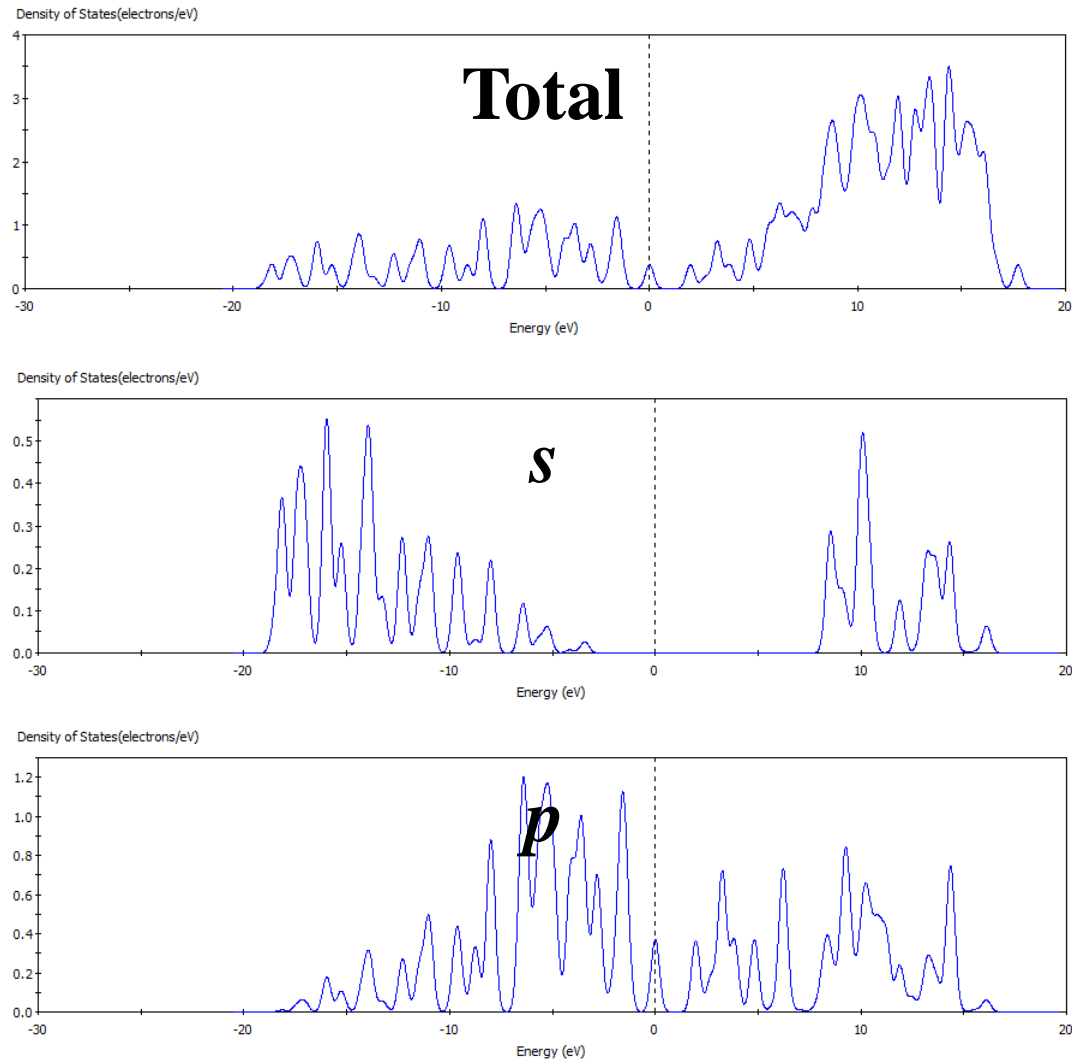 Density of States(electrons/eV)
Total
4
3
2
1
0
-30 -20 -10 0 10 20
Energy (eV)
Density of States(electrons/eV)
s
0.5
0.4
0.3
0.2
0.1
0.0
-30 -20 -10 0 10 20
Energy (eV)
Density of States(electrons/eV)
p
1.2
1.0
0.8
0.6
0.4
0.2
0.0
-30 -20 -10 0 10 20
Energy (eV)